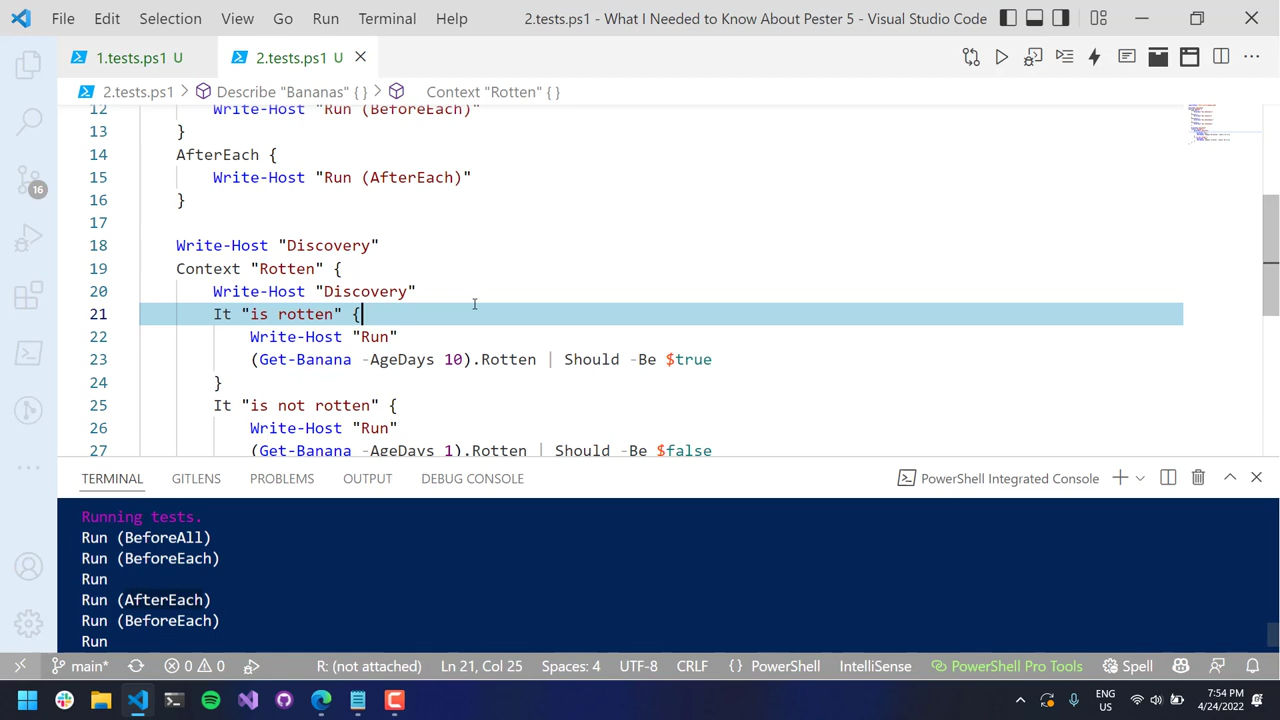 File Edit Selection View Go Run Terminal Help 2.tests.ps1 - What I Needed to Know About Pester 5 - Visual Studio Code
1.tests.ps1 U 2.tests.ps1 U
2.tests.ps1 > Describe "Bananas" { } > Context "Rotten" { }
12 Write-Host "Run (BeforeEach)"
13 }
14 AfterEach {
15 Write-Host "Run (AfterEach)"
16 }
17
18 Write-Host "Discovery"
19 Context "Rotten" {
20 Write-Host "Discovery"
21 It "is rotten" {
22 Write-Host "Run"
23 (Get-Banana -AgeDays 10).Rotten | Should -Be $true
24 }
25 It "is not rotten" {
26 Write-Host "Run"
27 (Get-Banana -AgeDays 1).Rotten | Should -Be $false
16
TERMINAL GITLENS PROBLEMS OUTPUT DEBUG CONSOLE PowerShell Integrated Console
Running tests.
Run (BeforeAll)
Run (BeforeEach)
Run
Run (AfterEach)
Run (BeforeEach)
Run
main* 0 0 R: (not attached) Ln 21, Col 25 Spaces: 4 UTF-8 CRLF { } PowerShell IntelliSense PowerShell Pro Tools Spell
ENG
US
7:54 PM
4/24/2022